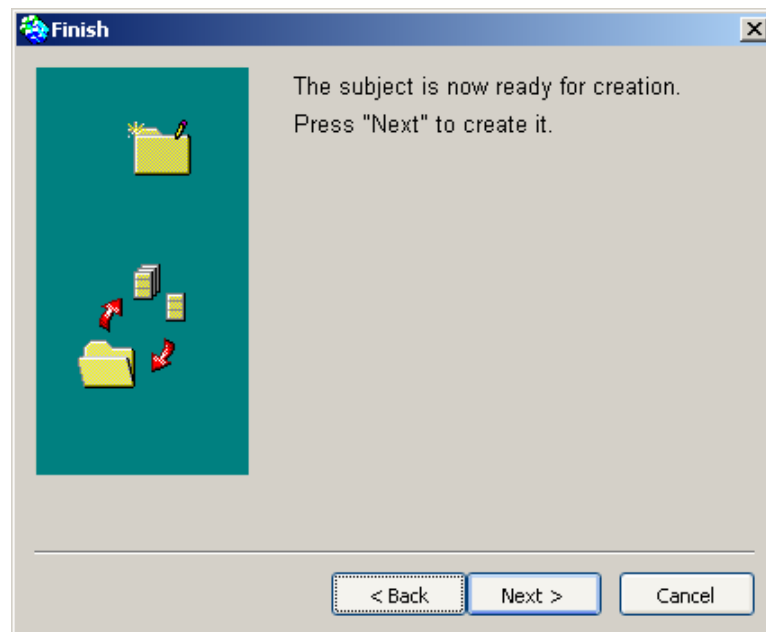 Finish
The subject is now ready for creation.
Press "Next" to create it.
< Back
Next >
Cancel